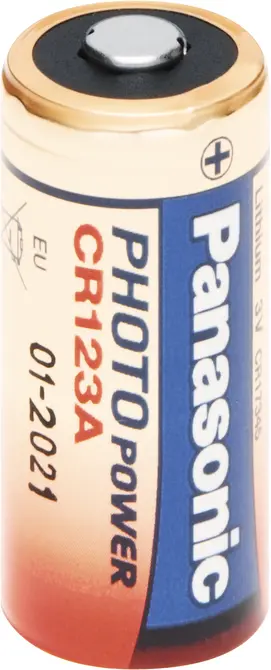 Lithium 3V CR17345
Panasonic
PHOTO POWER
CR123A
01-2021
EU
+